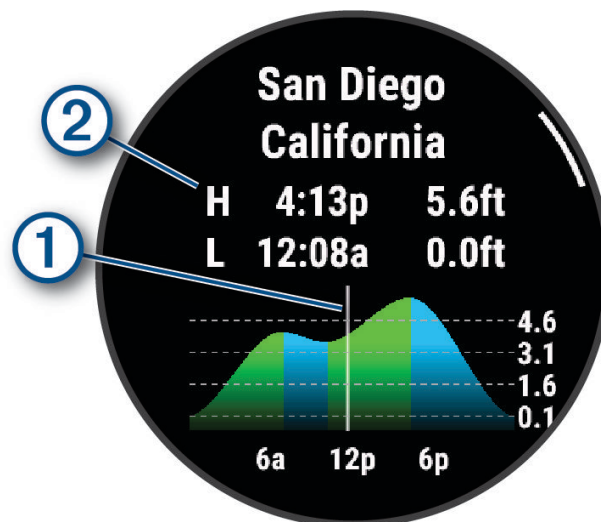 San Diego
California
2
H 4:13p 5.6ft
1
L 12:08a 0.0ft
4.6
3.1
1.6
0.1
6a 12p 6p